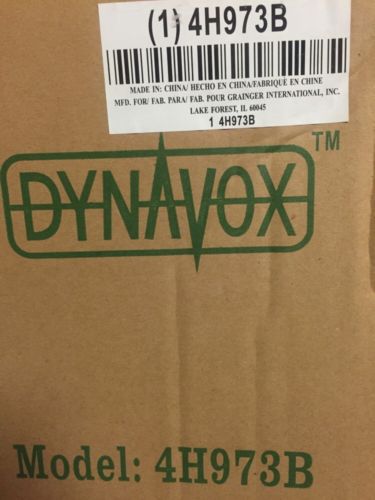 (1) 4H973B
MADE IN: CHINA/ HECHO EN CHINA/FABRIQUÉ EN CHINE
MFD. FOR/ FAB. PARA/ FAB. POUR GRAINGER INTERNATIONAL, INC.
LAKE FOREST, IL 60045
1 4H973B
DYNAVOX TM
Model: 4H973B